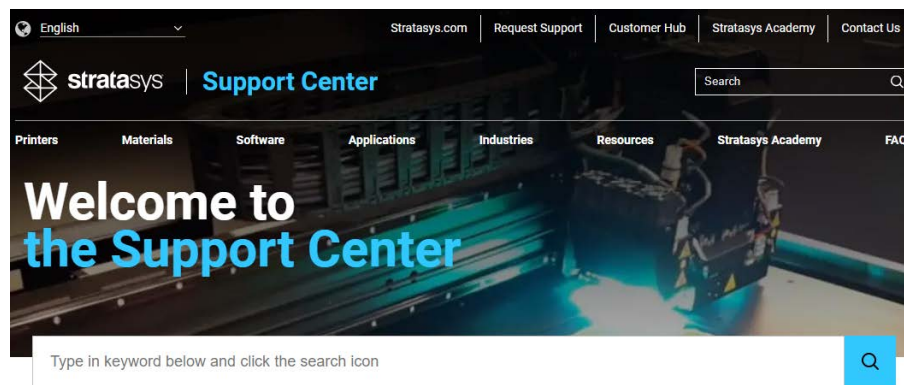 English
Stratasys.com Request Support Customer Hub Stratasys Academy Contact Us
stratasys Support Center
Search
Printers Materials Software Applications Industries Resources Stratasys Academy FAQ
Welcome to
the Support Center
Type in keyword below and click the search icon